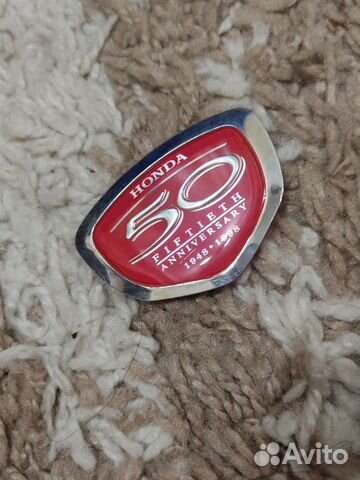 HONDA
50
FIFTIETH
ANNIVERSARY
1948 • 1998
Avito